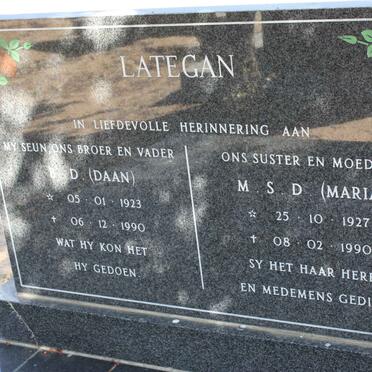 LATEGAN
IN LIEFDEVOLLE HERINNERING AAN
MY SEUN, ONS BROER EN VADER
D. (DAAN)
☆ 05 01 1923
✝ 06 12 1990
WAT HY KON HET
HY GEDOEN
ONS SUSTER EN MOED
M. S. D. (MARIA
☆ 25 · 10 · 1927
✝ 08 · 02 · 1990
SY HET HAAR HERE
EN MEDEMENS GEDI